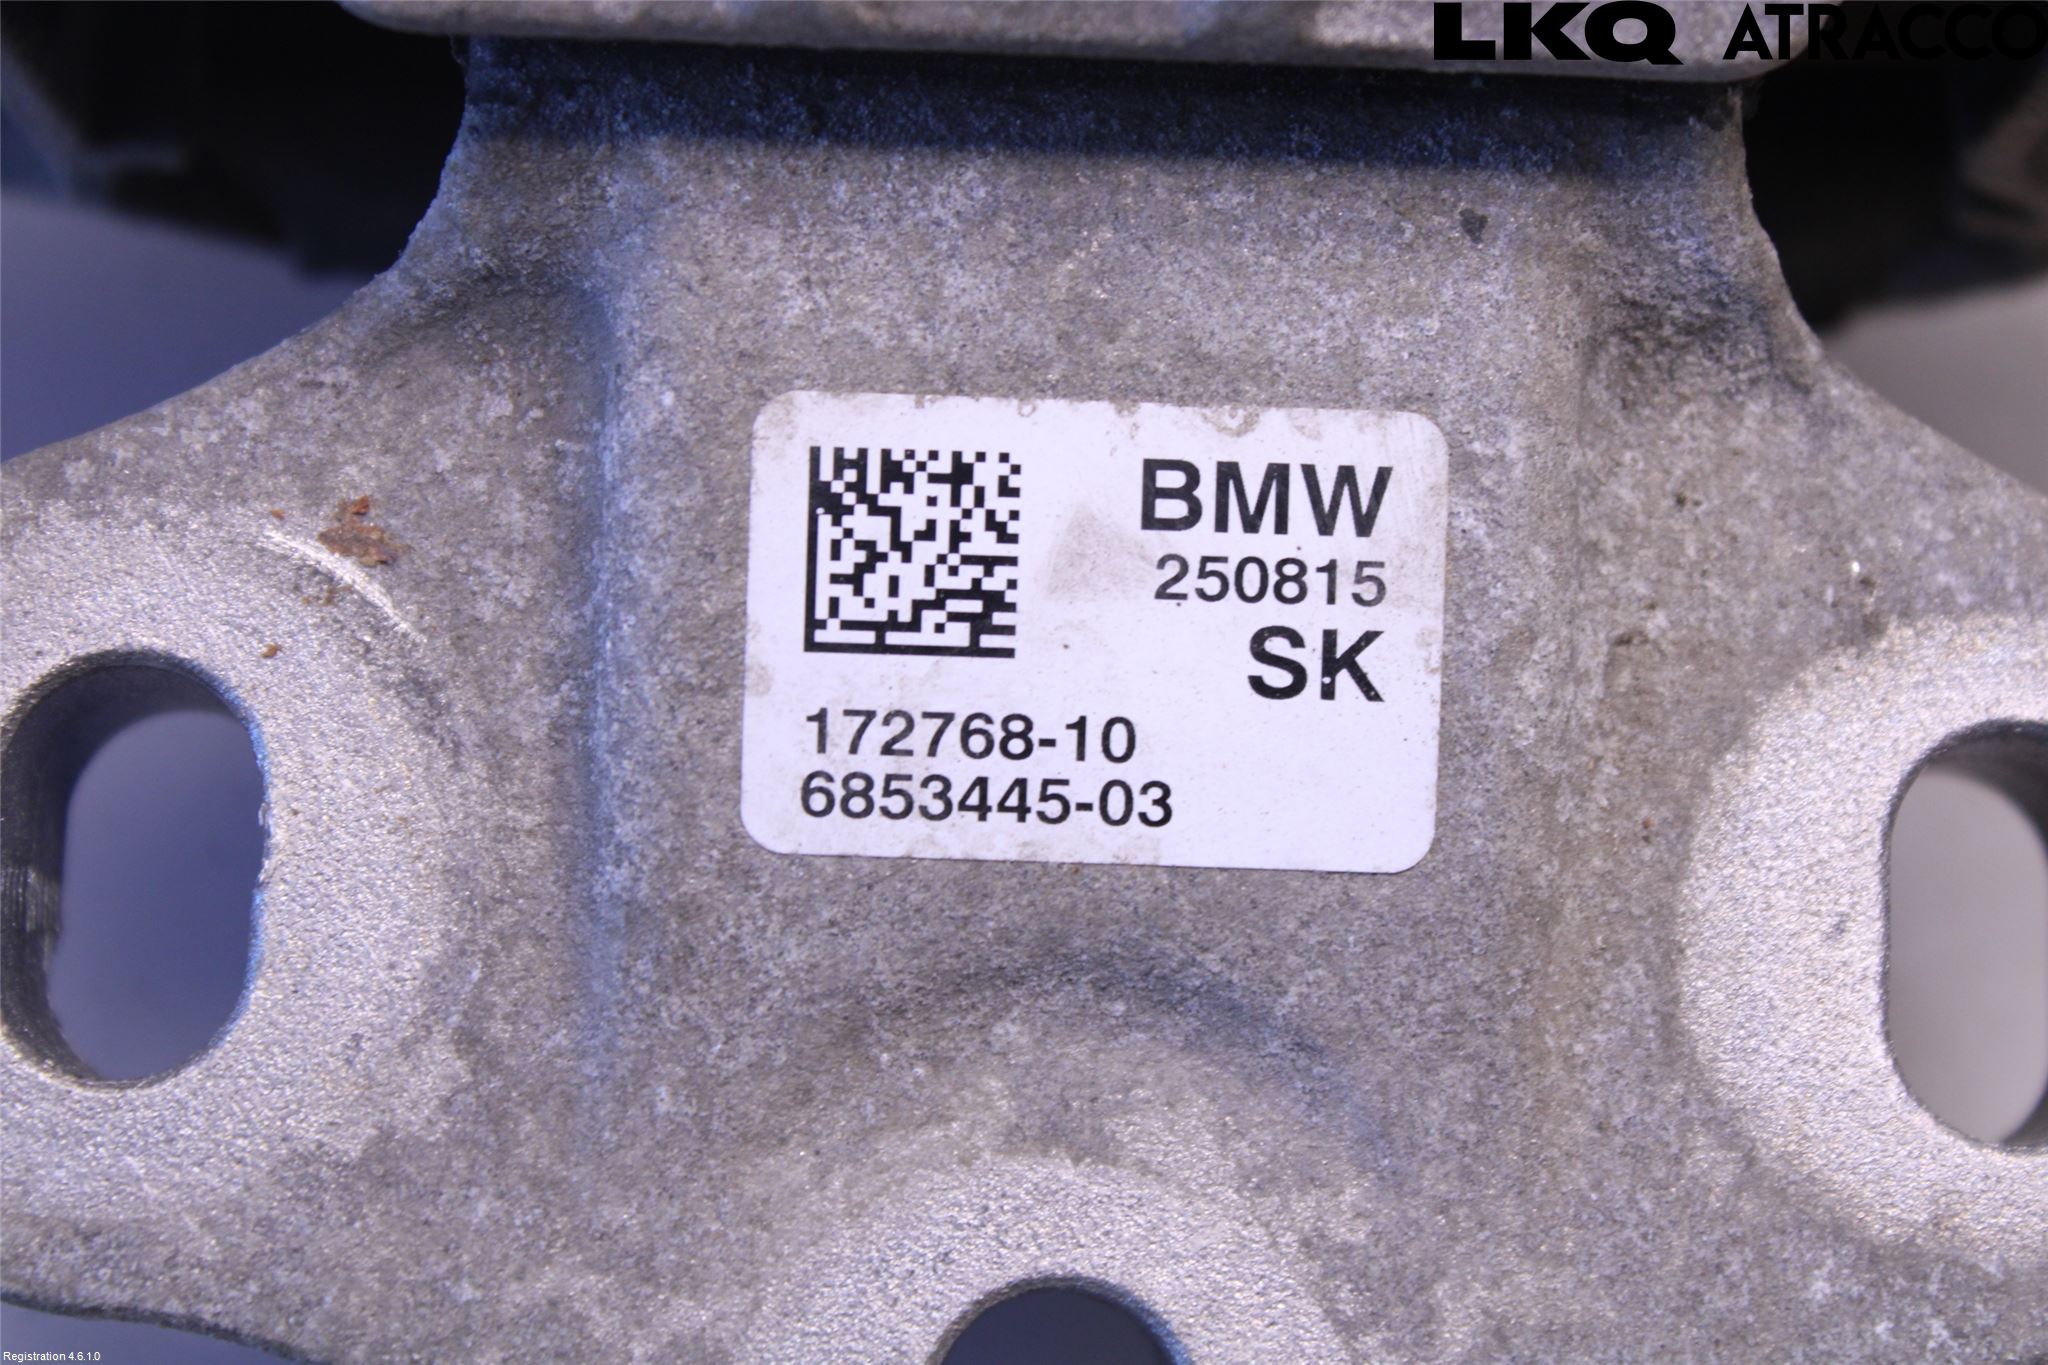 LKQ ATRACCO
BMW
250815
SK
172768-10
6853445-03
Registration 4.6.1.0